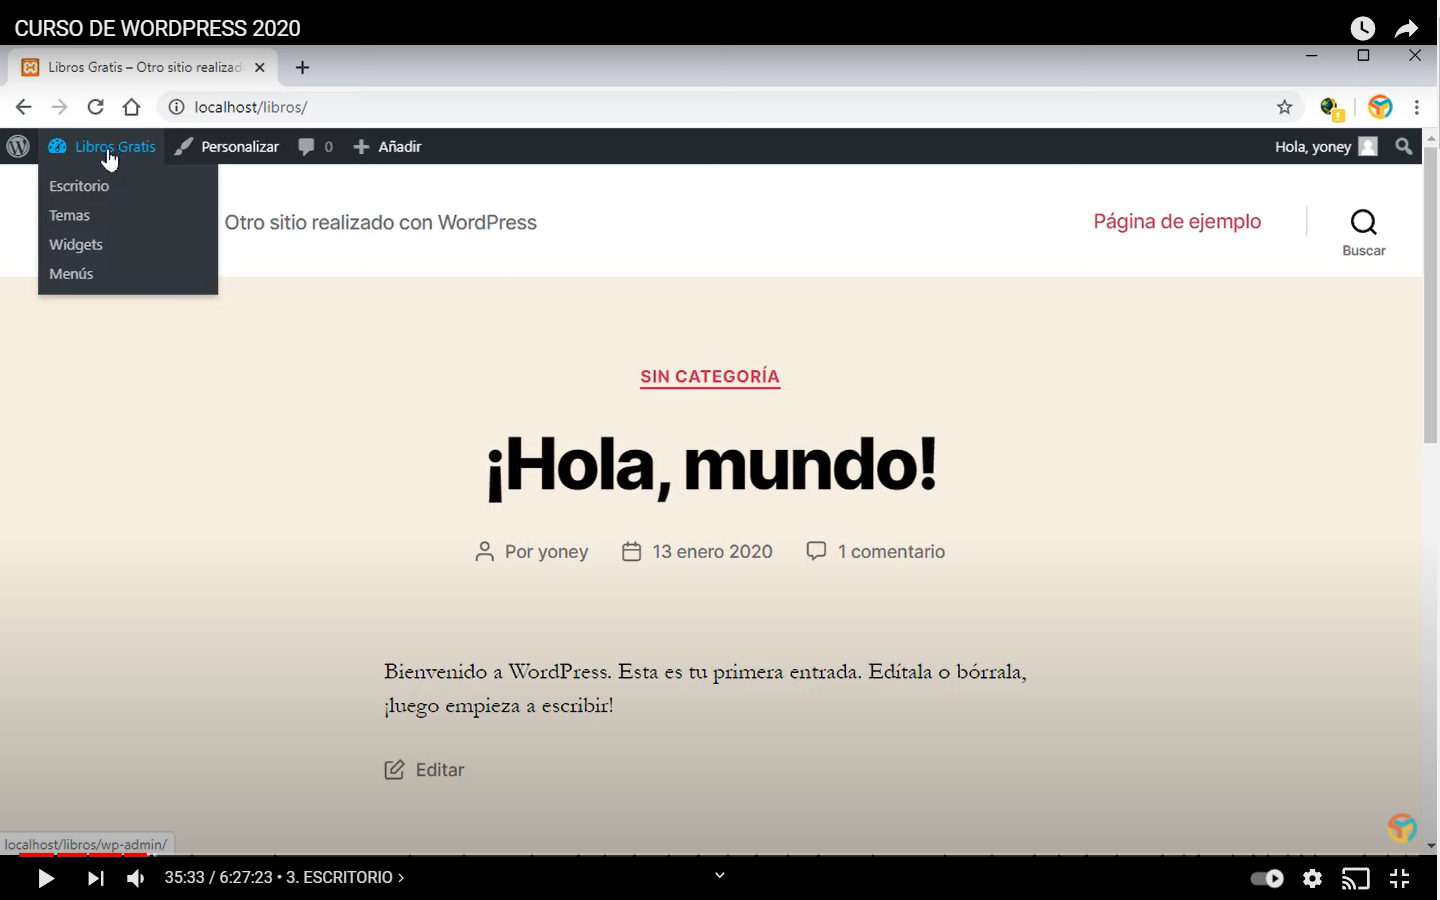 CURSO DE WORDPRESS 2020
Libros Gratis – Otro sitio realizad
localhost/libros/
Libros Gratis Personalizar 0 Añadir Hola, yoney
Escritorio
Temas
Widgets
Menús
Otro sitio realizado con WordPress Página de ejemplo
Buscar
SIN CATEGORÍA
¡Hola, mundo!
Por yoney 13 enero 2020 1 comentario
Bienvenido a WordPress. Esta es tu primera entrada. Edítala o bórrala,
¡luego empieza a escribir!
Editar
localhost/libros/wp-admin/
35:33 / 6:27:23 • 3. ESCRITORIO